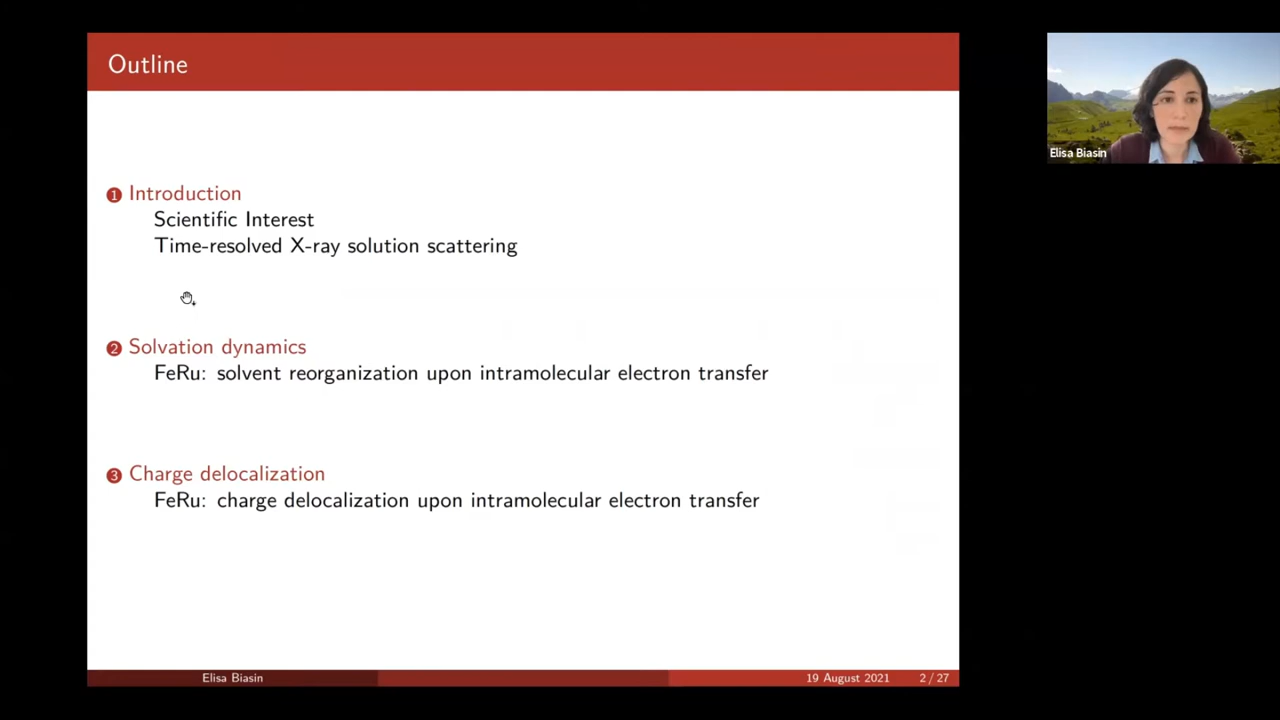 Outline
Elisa Biasin
1 Introduction
Scientific Interest
Time-resolved X-ray solution scattering
2 Solvation dynamics
FeRu: solvent reorganization upon intramolecular electron transfer
3 Charge delocalization
FeRu: charge delocalization upon intramolecular electron transfer
Elisa Biasin
19 August 2021
2 / 27